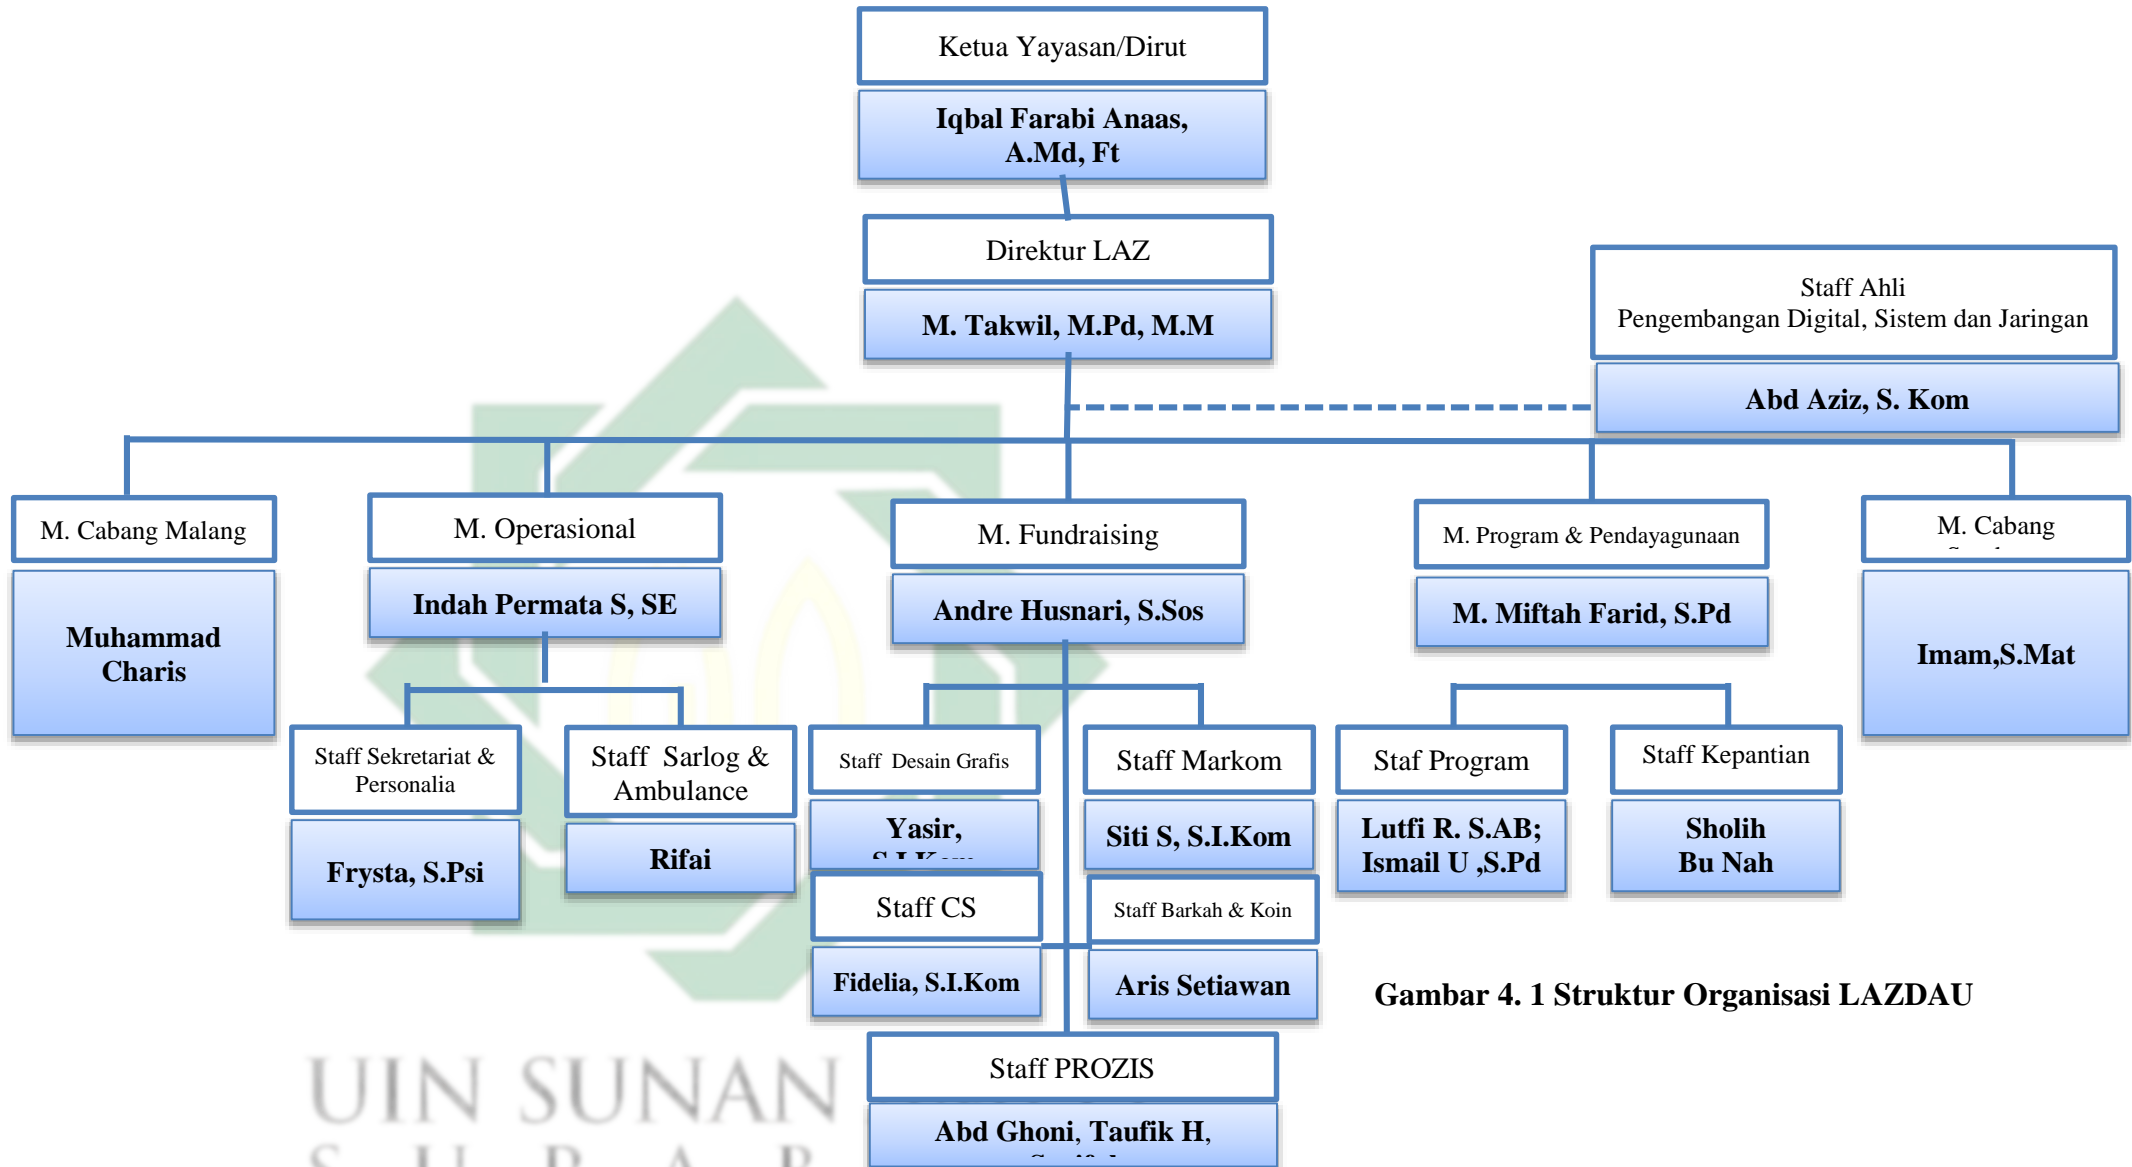 Ketua Yayasan/Dirut
Iqbal Farabi Anaas,
A.Md, Ft
Direktur LAZ
M. Takwil, M.Pd, M.M
Staff Ahli
Pengembangan Digital, Sistem dan Jaringan
Abd Aziz, S. Kom
M. Cabang Malang
Muhammad
Charis
M. Operasional
Indah Permata S, SE
M. Fundraising
Andre Husnari, S.Sos
M. Program & Pendayagunaan
M. Miftah Farid, S.Pd
M. Cabang
Imam,S.Mat
Staff Sekretariat &
Personalia
Frysta, S.Psi
Staff Sarlog &
Ambulance
Rifai
Staff Desain Grafis
Yasir,
S.I.Kom
Staff Markom
Siti S, S.I.Kom
Staf Program
Lutfi R. S.AB;
Ismail U ,S.Pd
Staff Kepantian
Sholih
Bu Nah
Staff CS
Fidelia, S.I.Kom
Staff Barkah & Koin
Aris Setiawan
Staff PROZIS
Abd Ghoni, Taufik H,
Gambar 4. 1 Struktur Organisasi LAZDAU
UIN SUNAN